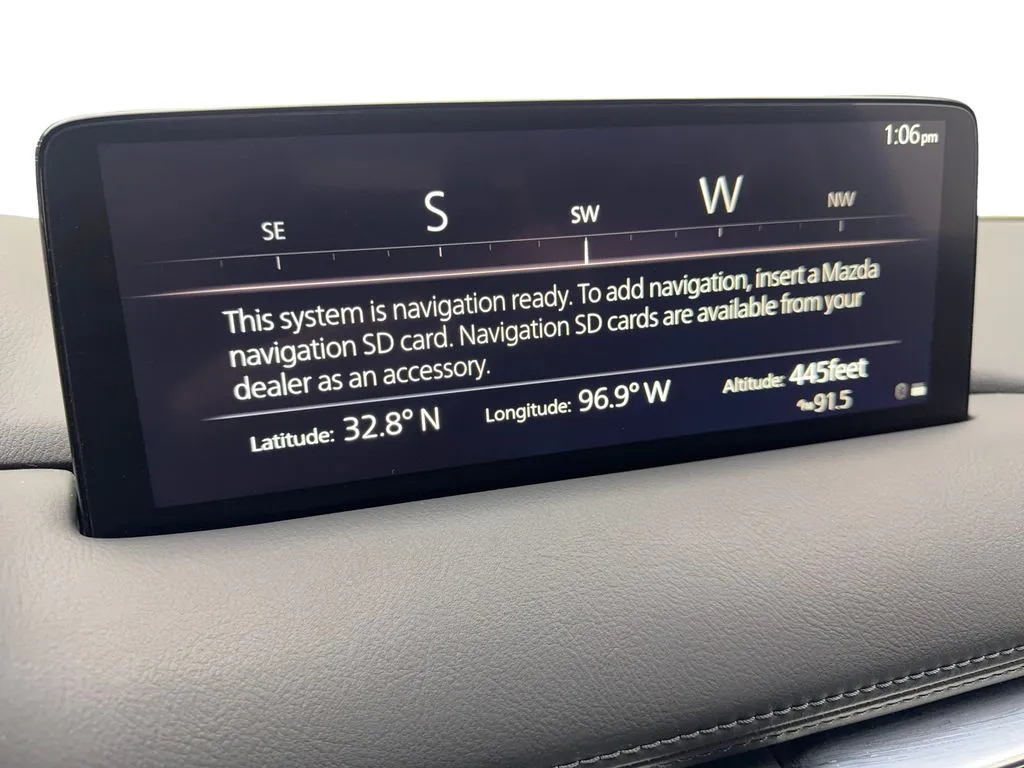 1:06pm
SE S SW W NW
This system is navigation ready. To add navigation, insert a Mazda
navigation SD card. Navigation SD cards are available from your
dealer as an accessory.
Latitude: 32.8° N Longitude: 96.9° W Altitude: 445feet
FM 91.5